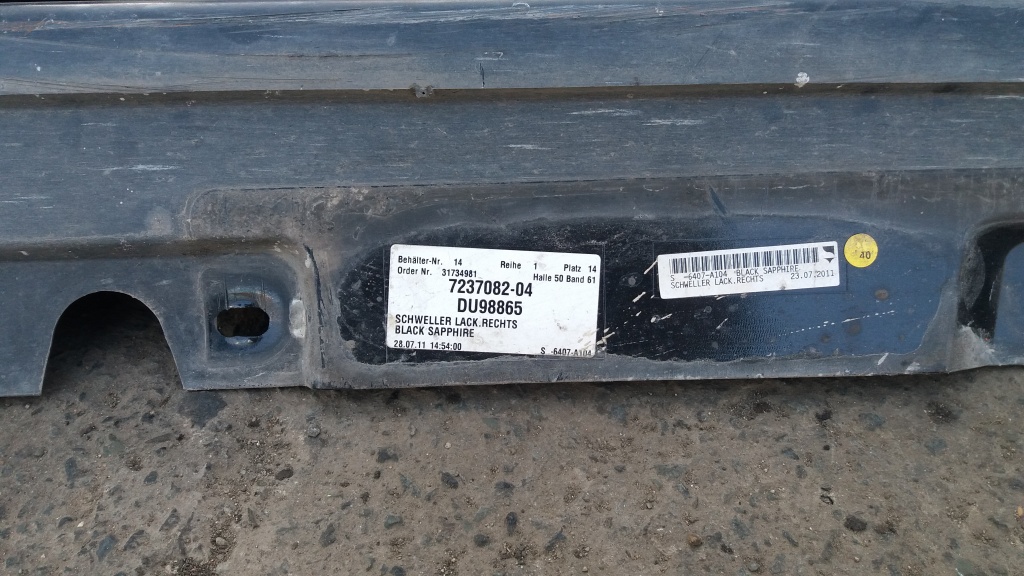 Behälter-Nr. 14 Reihe 1 Platz 14
Order Nr. 31734981 Halle 50 Band 61
7237082-04
DU98865
SCHWELLER LACK.RECHTS
BLACK SAPPHIRE
28.07.11 14:54:00 S -6407-A104
S -6407-A104 BLACK SAPPHIRE
SCHWELLER LACK.RECHTS 23.07.2011
40